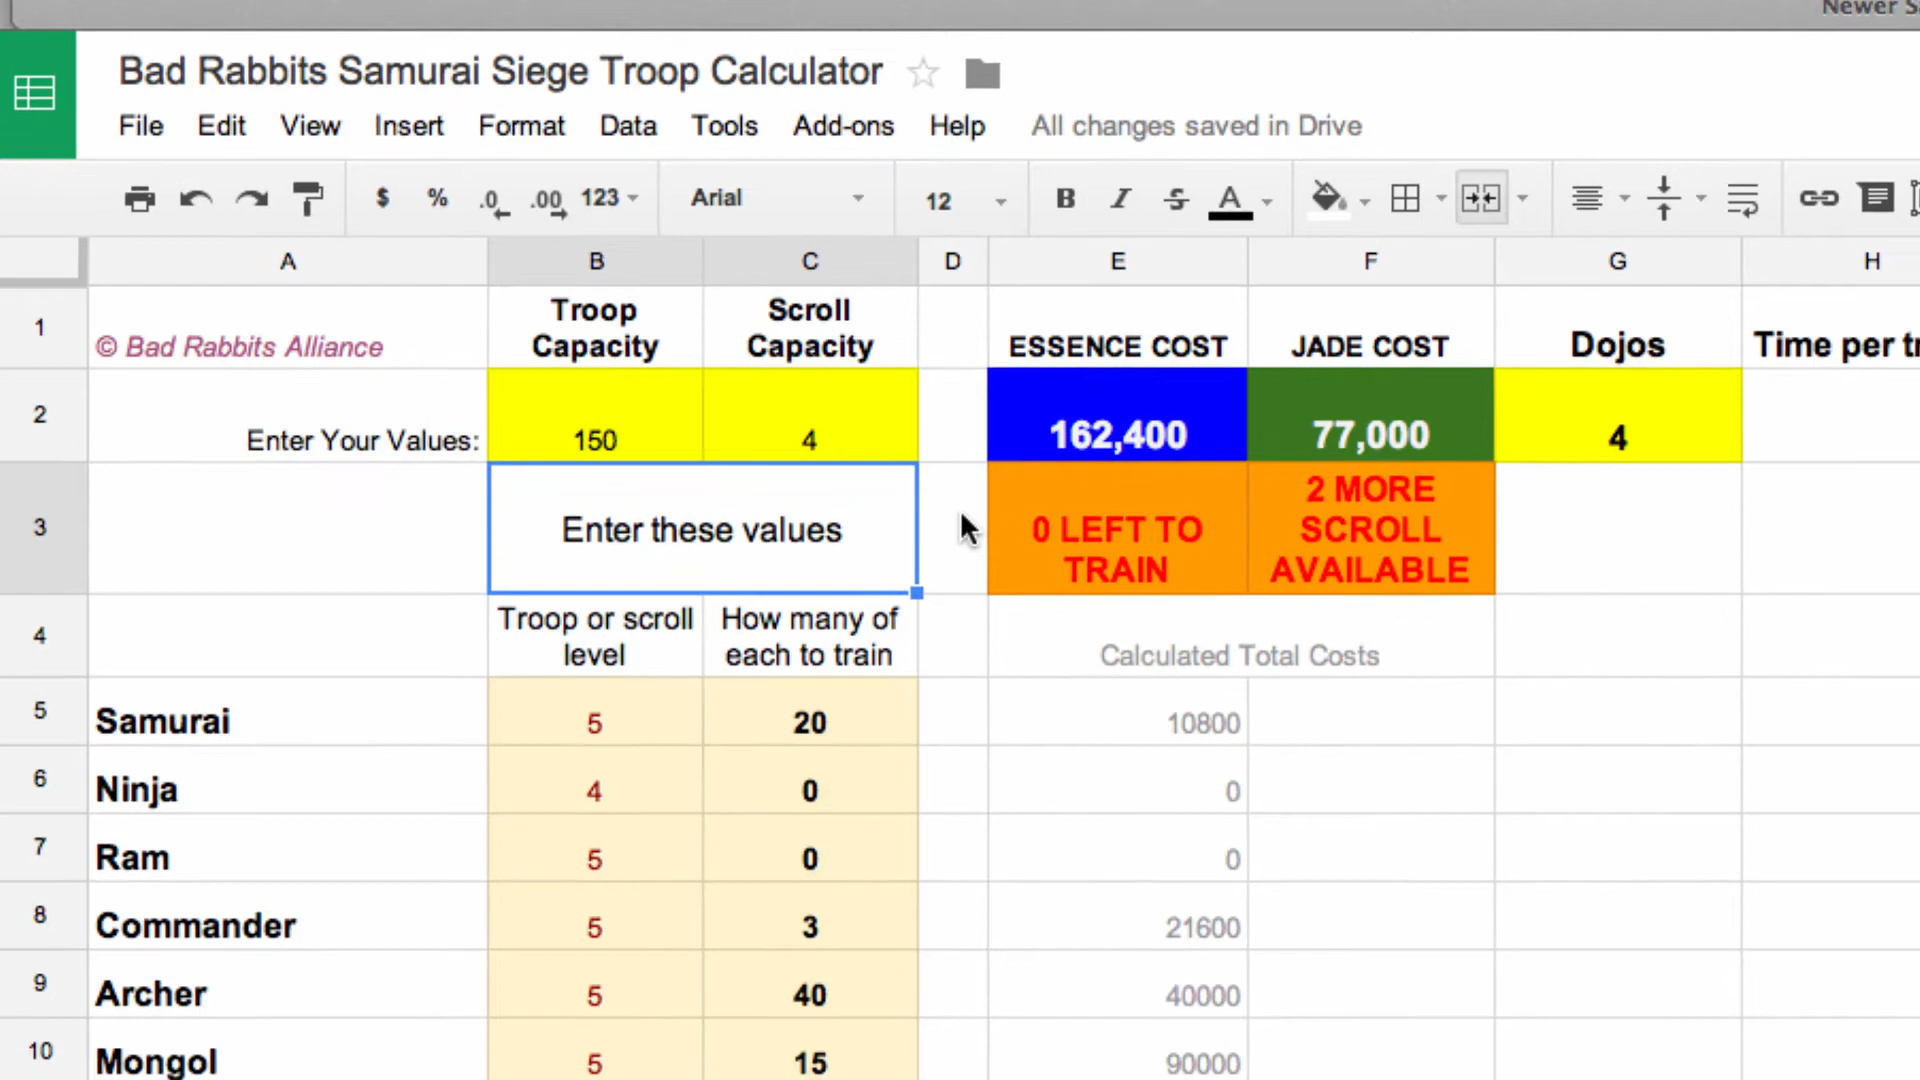 Newer S
Bad Rabbits Samurai Siege Troop Calculator
File Edit View Insert Format Data Tools Add-ons Help All changes saved in Drive
$ % .0 .00 123 Arial 12 B I S A
A B C D E F G H
1 © Bad Rabbits Alliance Troop Capacity Scroll Capacity ESSENCE COST JADE COST Dojos Time per tr
2 Enter Your Values: 150 4 162,400 77,000 4
3 Enter these values 0 LEFT TO TRAIN 2 MORE SCROLL AVAILABLE
4 Troop or scroll level How many of each to train Calculated Total Costs
5 Samurai 5 20 10800
6 Ninja 4 0 0
7 Ram 5 0 0
8 Commander 5 3 21600
9 Archer 5 40 40000
10 Mongol 5 15 90000